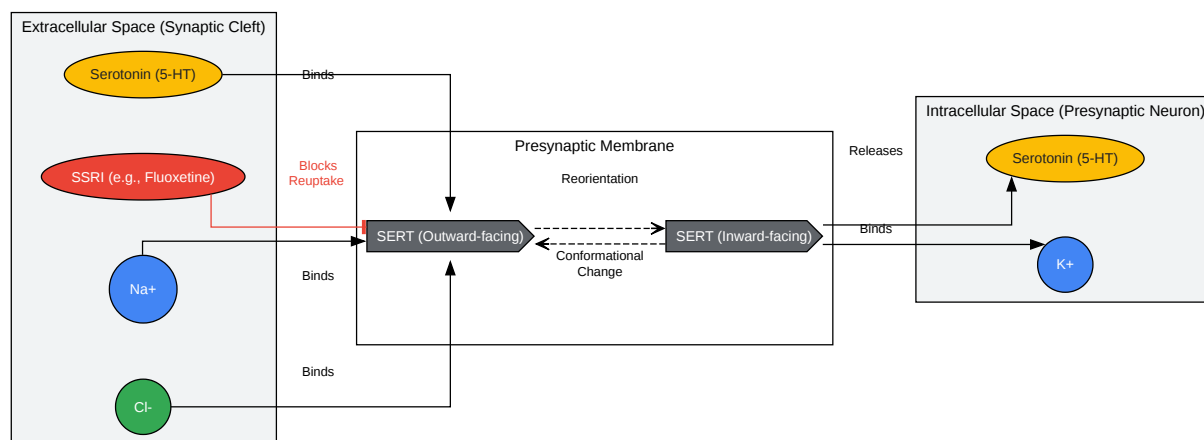 Extracellular Space (Synaptic Cleft)
Serotonin (5-HT)
Binds
SSRI (e.g., Fluoxetine)
Blocks
Reuptake
Na+
Binds
Cl-
Binds
Presynaptic Membrane
Reorientation
SERT (Outward-facing)
SERT (Inward-facing)
Conformational
Change
Releases
Binds
Intracellular Space (Presynaptic Neuron)
Serotonin (5-HT)
K+